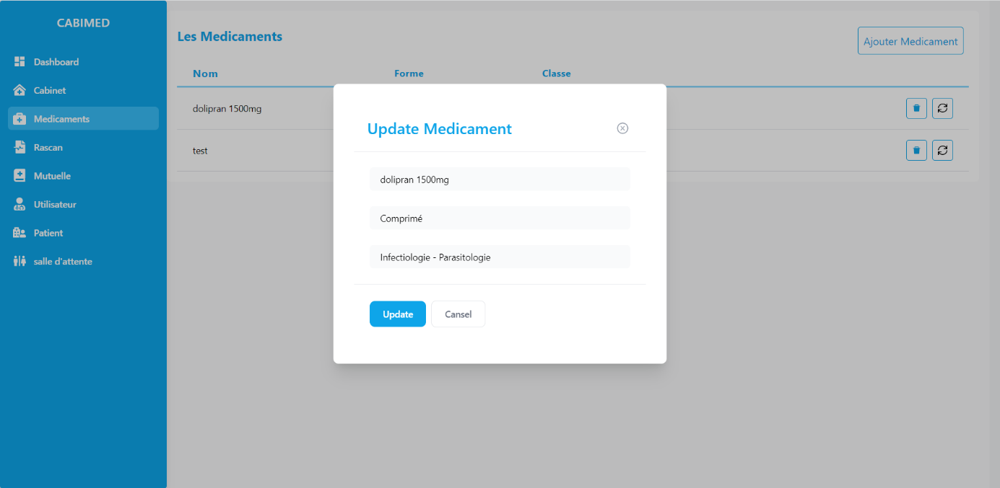 CABIMED
Dashboard
Cabinet
Medicaments
Rascan
Mutuelle
Utilisateur
Patient
salle d'attente
Les Medicaments
Ajouter Medicament
Nom Forme Classe
dolipran 1500mg
test
Update Medicament
dolipran 1500mg
Comprimé
Infectiologie - Parasitologie
Update Cansel